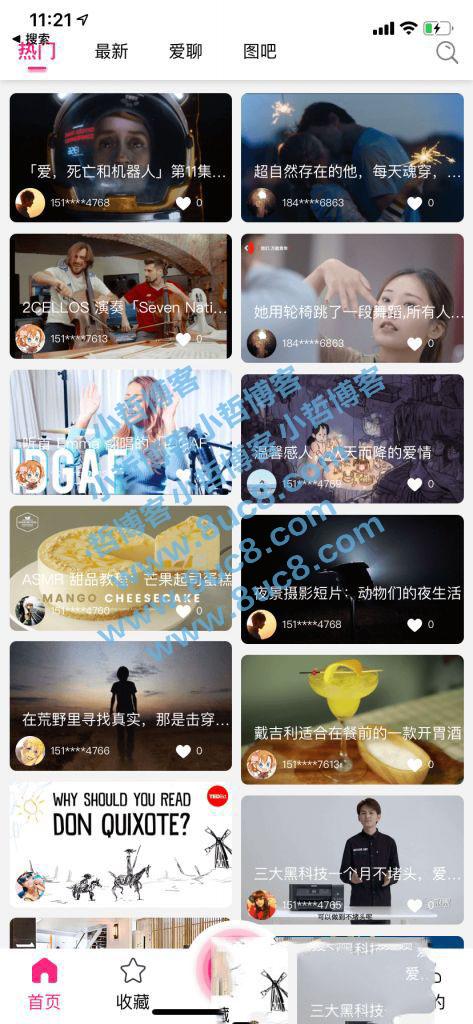 11:21
◀ 搜索
热门 最新 爱聊 图吧
「爱，死亡和机器人」第11集…
151****4768 0
超自然存在的他，每天魂穿，…
184****6863 0
2CELLOS 演奏「Seven Nati…
151****7613 0
她用轮椅跳了一段舞蹈,所有人…
184****6863 0
IDGAF
温馨感人
天而降的爱情
151****4769 0
小哲博客
www.8uc8.com
ASMR 甜品教程：芒果起司蛋糕
MANGO CHEESECAKE
151****4760 0
夜景摄影短片：动物们的夜生活
151****4768 0
在荒野里寻找真实，那是击穿…
151****4766 0
戴吉利适合在餐前的一款开胃酒
151****7613 0
WHY SHOULD YOU READ
DON QUIXOTE?
TEDEd
三大黑科技一个月不堵头，爱…
151****4765 0
可以做到不堵头呢
爱…
首页 收藏 藏 三大黑科技 的